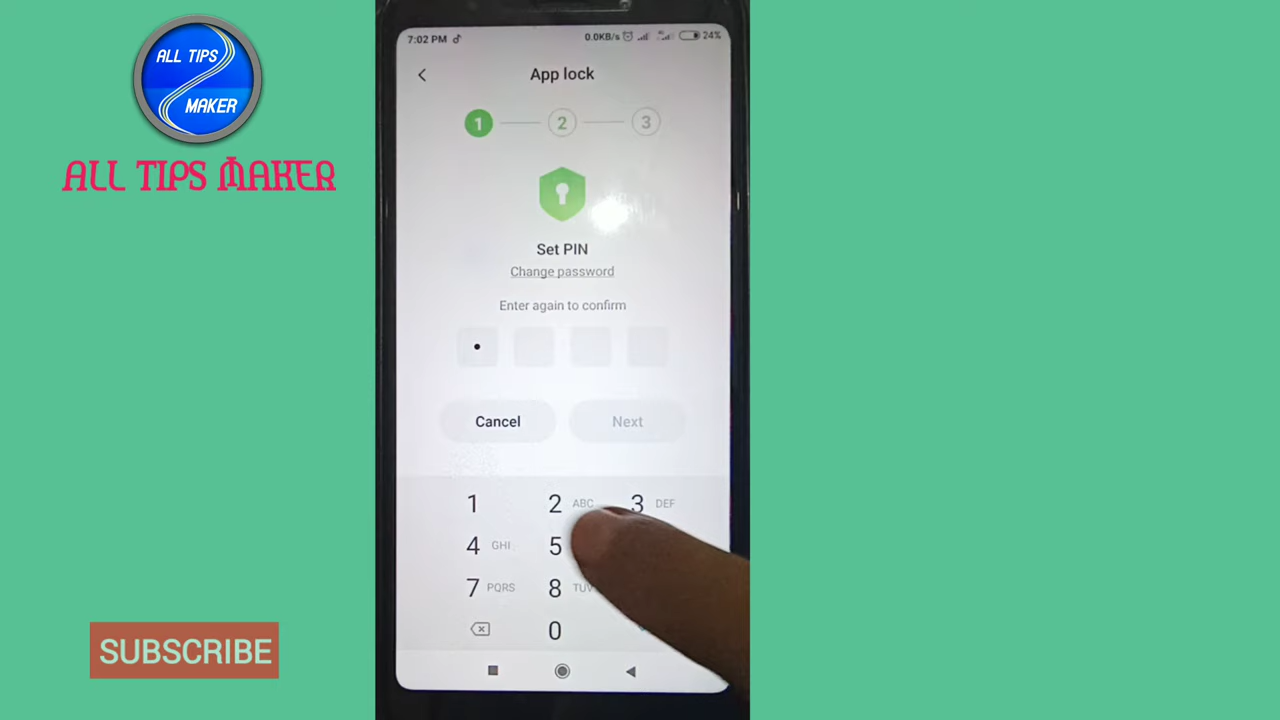 ALL TIPS
MAKER
ALL TIPS MAKER
7:02 PM
0.0KB/s
24%
App lock
1
2
3
Set PIN
Change password
Enter again to confirm
Cancel
Next
1
2 ABC
3 DEF
4 GHI
5
7 PQRS
8 TUV
0
SUBSCRIBE